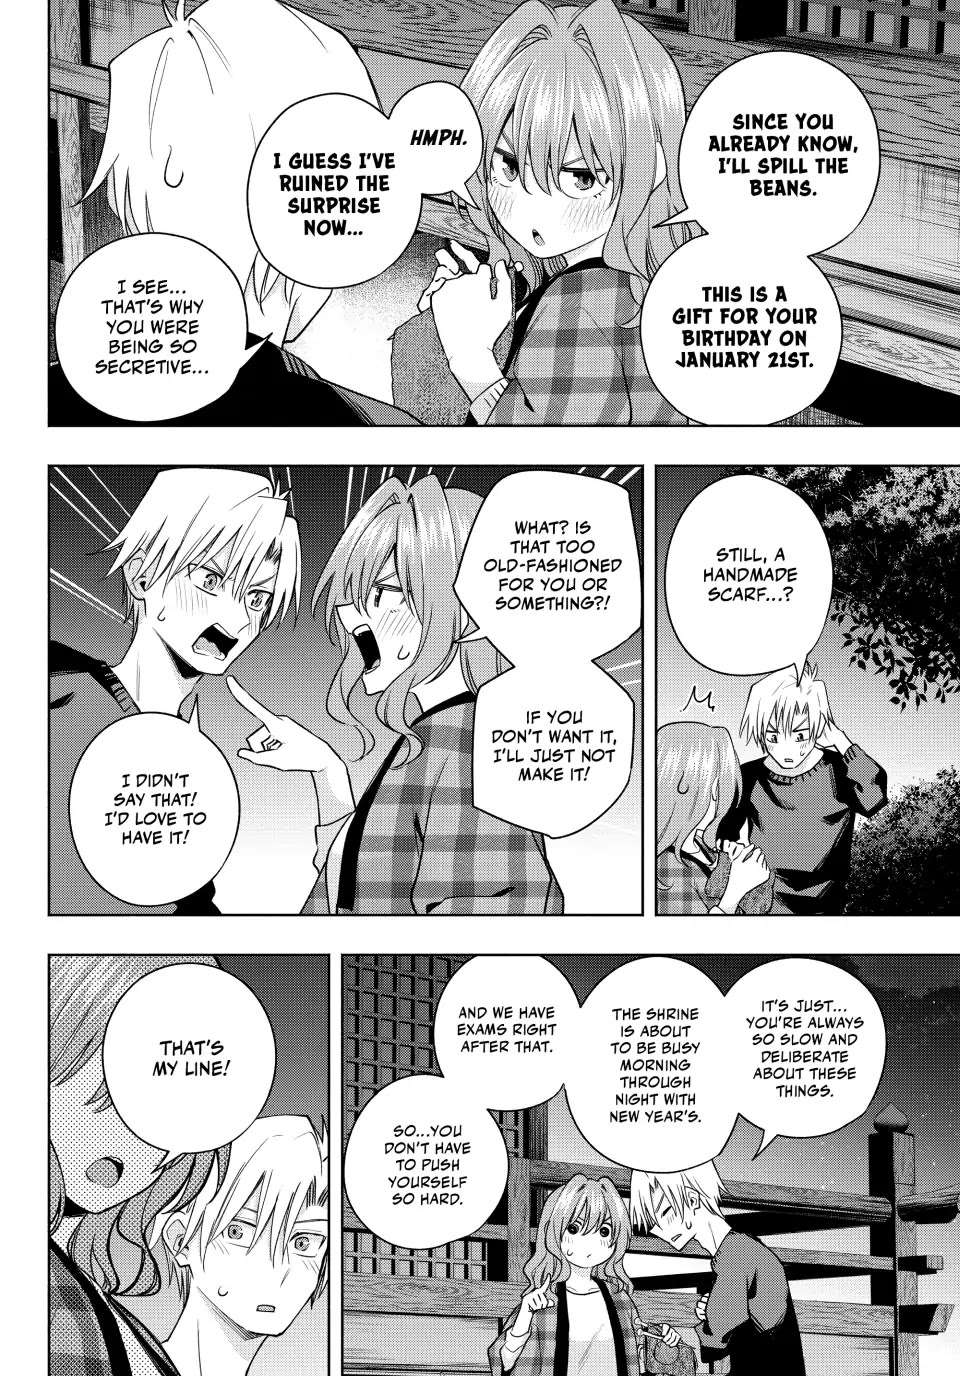 SINCE YOU
ALREADY KNOW,
I'LL SPILL THE
BEANS.
THIS IS A
GIFT FOR YOUR
BIRTHDAY ON
JANUARY 21ST.
HMPH.
I GUESS I'VE
RUINED THE
SURPRISE
NOW...
I SEE...
THAT'S WHY
YOU WERE
BEING SO
SECRETIVE...
STILL, A
HANDMADE
SCARF...?
WHAT? IS
THAT TOO
OLD-FASHIONED
FOR YOU OR
SOMETHING?!
IF YOU
DON'T WANT IT,
I'LL JUST NOT
MAKE IT!
I DIDN'T
SAY THAT!
I'D LOVE TO
HAVE IT!
IT'S JUST...
YOU'RE ALWAYS
SO SLOW AND
DELIBERATE
ABOUT THESE
THINGS.
THE SHRINE
IS ABOUT
TO BE BUSY
MORNING
THROUGH
NIGHT WITH
NEW YEAR'S.
AND WE HAVE
EXAMS RIGHT
AFTER THAT.
SO...YOU
DON'T HAVE
TO PUSH
YOURSELF
SO HARD.
THAT'S
MY LINE!